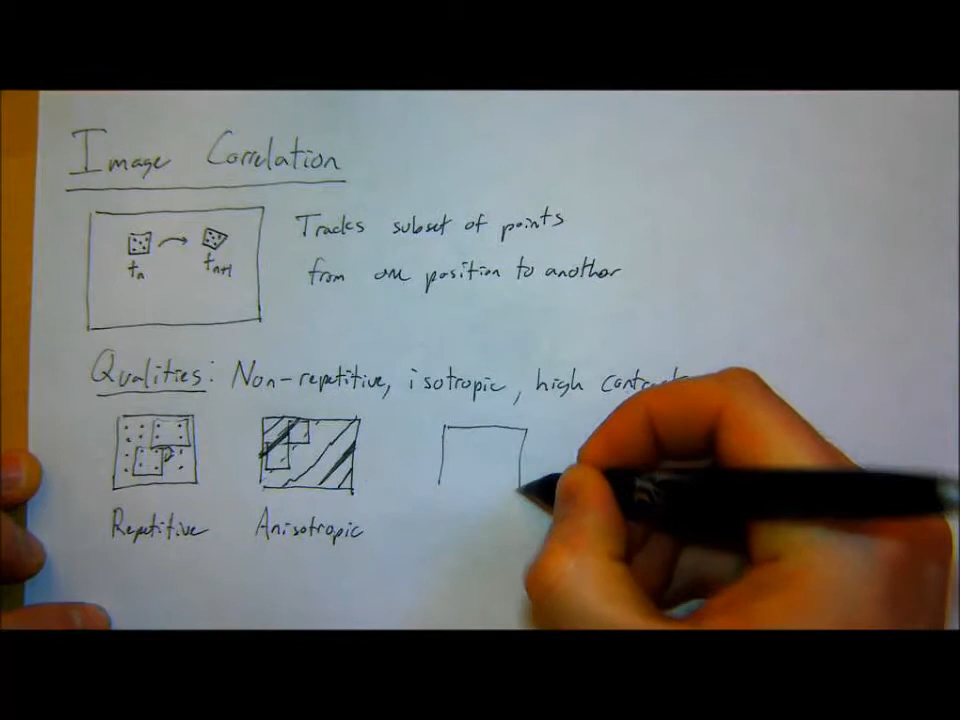 Image Correlation
Tracks subset of points
tn tn+1
from one position to another
Qualities: Non-repetitive, isotropic, high
Repetitive Anisotropic